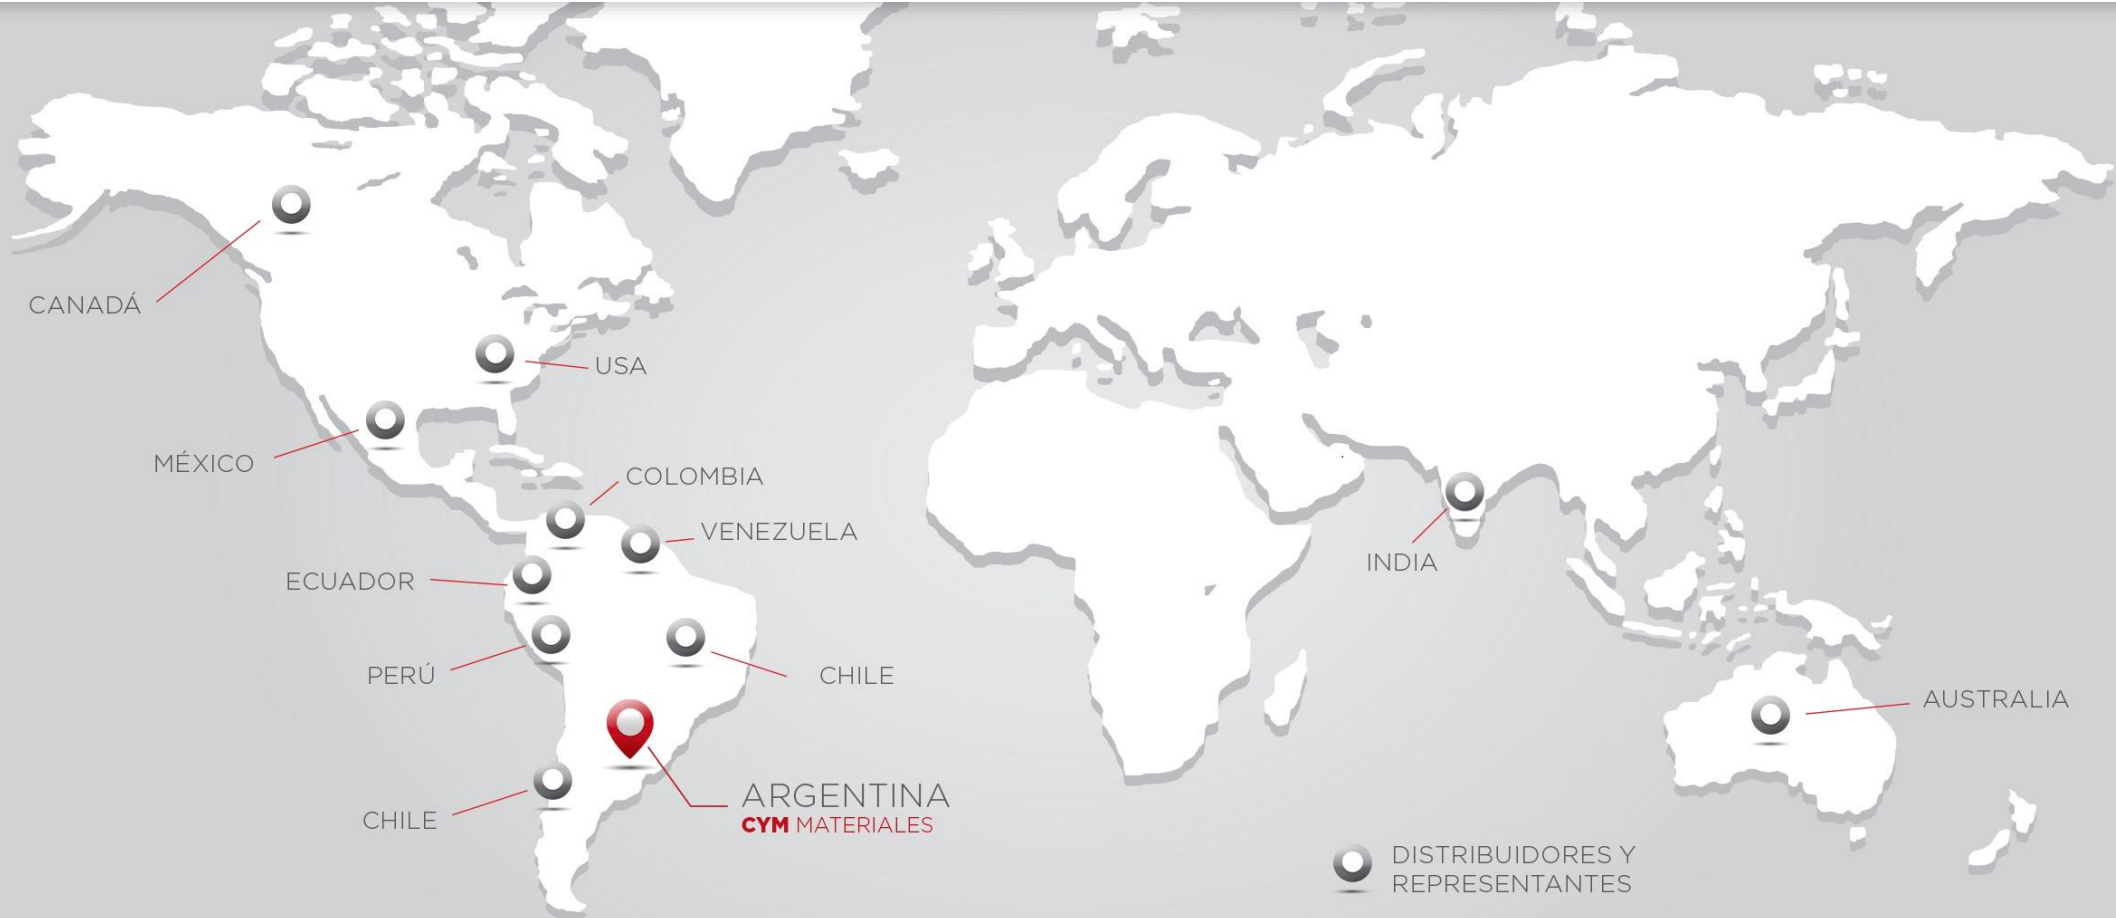 CANADÁ
USA
MÉXICO
COLOMBIA
VENEZUELA
ECUADOR
INDIA
PERÚ
CHILE
AUSTRALIA
ARGENTINA
CYM MATERIALES
CHILE
DISTRIBUIDORES Y
REPRESENTANTES